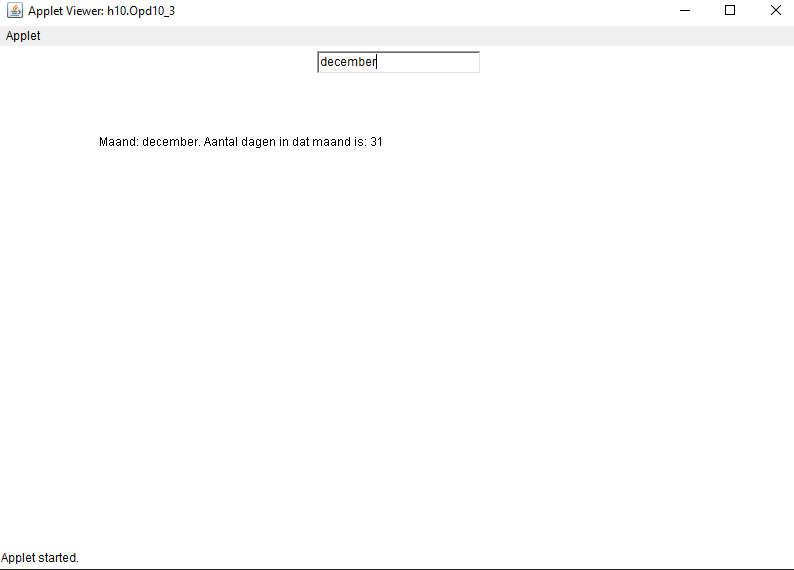 Applet Viewer: h10.Opd10_3
Applet
december
Maand: december. Aantal dagen in dat maand is: 31
Applet started.